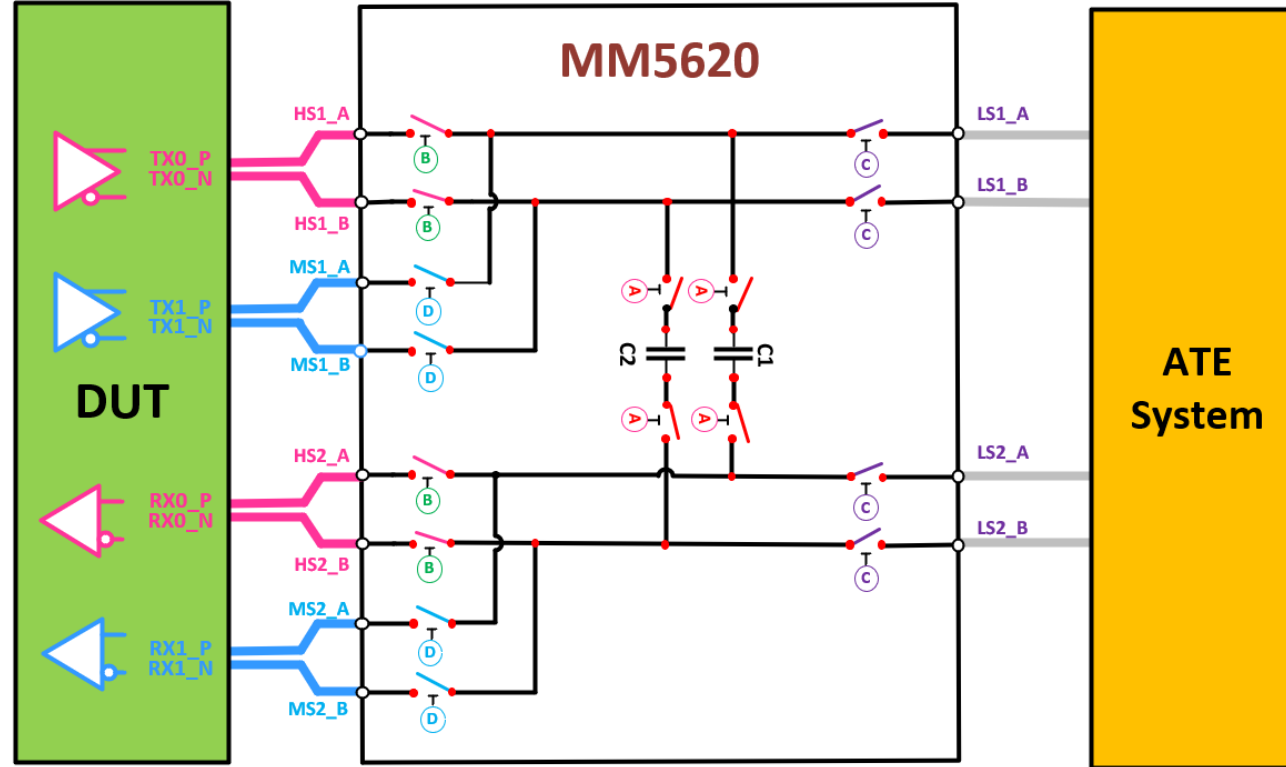 MM5620
HS1_A
LS1_A
TX0_P
TX0_N
B
C
LS1_B
HS1_B
B
C
MS1_A
A
A
TX1_P
TX1_N
D
C2
C1
MS1_B
D
DUT
ATE
System
A
A
HS2_A
LS2_A
RX0_P
RX0_N
B
C
LS2_B
HS2_B
B
C
MS2_A
RX1_P
RX1_N
D
MS2_B
D